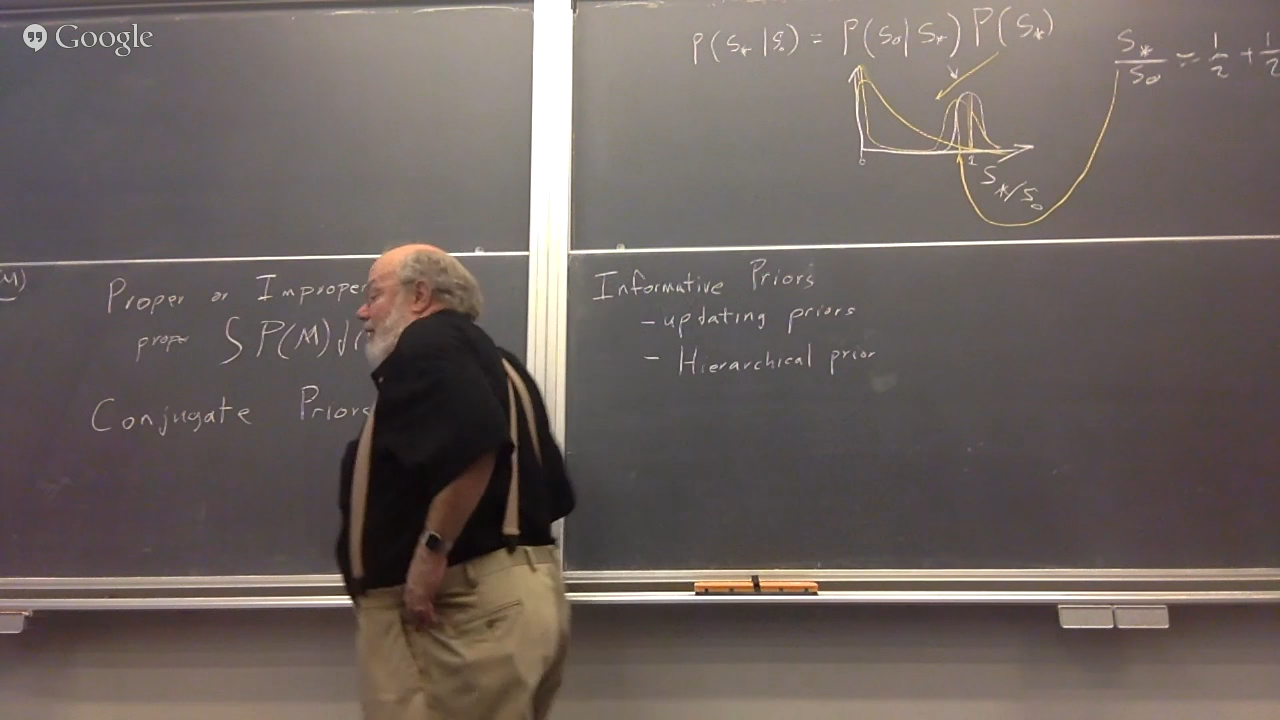 Google
P(S* | S₀) = P(S₀ | S*) P(S*)
S*/S₀ = 1/2 + 1/2
0
1
S*/S₀
M)
Proper or Improper
proper ∫ P(M) d
Conjugate Priors
Informative Priors
- updating priors
- Hierarchical prior